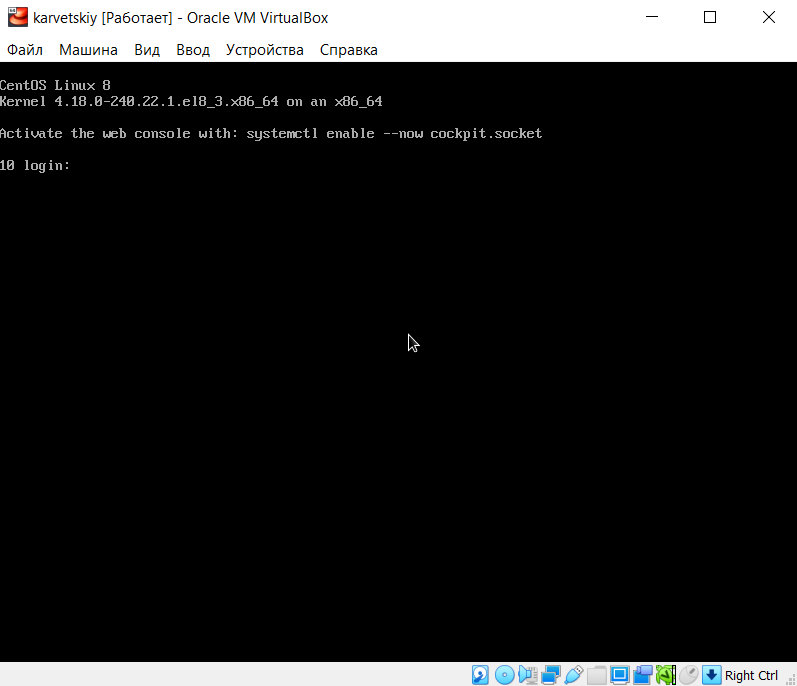 karvetskiy [Работает] - Oracle VM VirtualBox
Файл Машина Вид Ввод Устройства Справка
CentOS Linux 8
Kernel 4.18.0-240.22.1.el8_3.x86_64 on an x86_64
Activate the web console with: systemctl enable --now cockpit.socket
10 login:
Right Ctrl